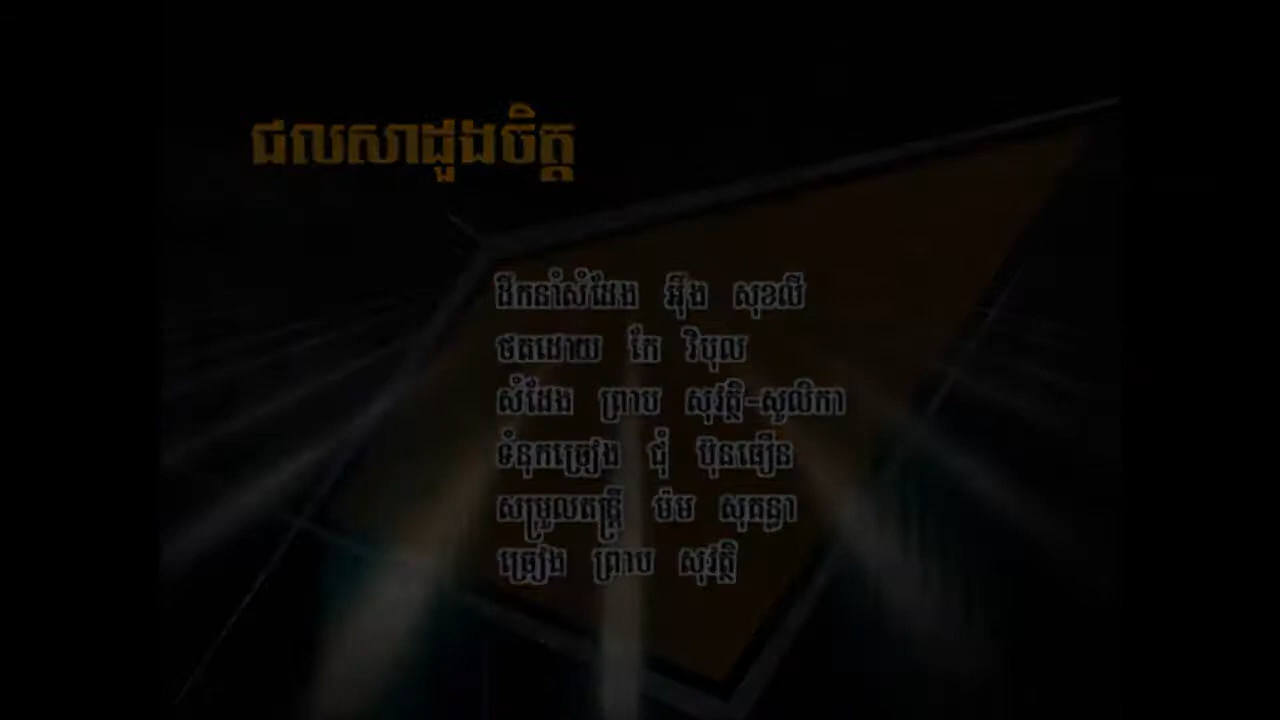 ជលសាដួងចិត្ត
ដឹកនាំសំដែង អ៊ឹង សុខលី
ថតដោយ កែ វិបុល
សំដែង ព្រាប សុវត្ថិ-សូលិកា
ទំនុកច្រៀង ជុំ ប៊ុនធឿន
សម្រួលតន្ត្រី ម៉ម សុគន្ធា
ច្រៀង ព្រាប សុវត្ថិ